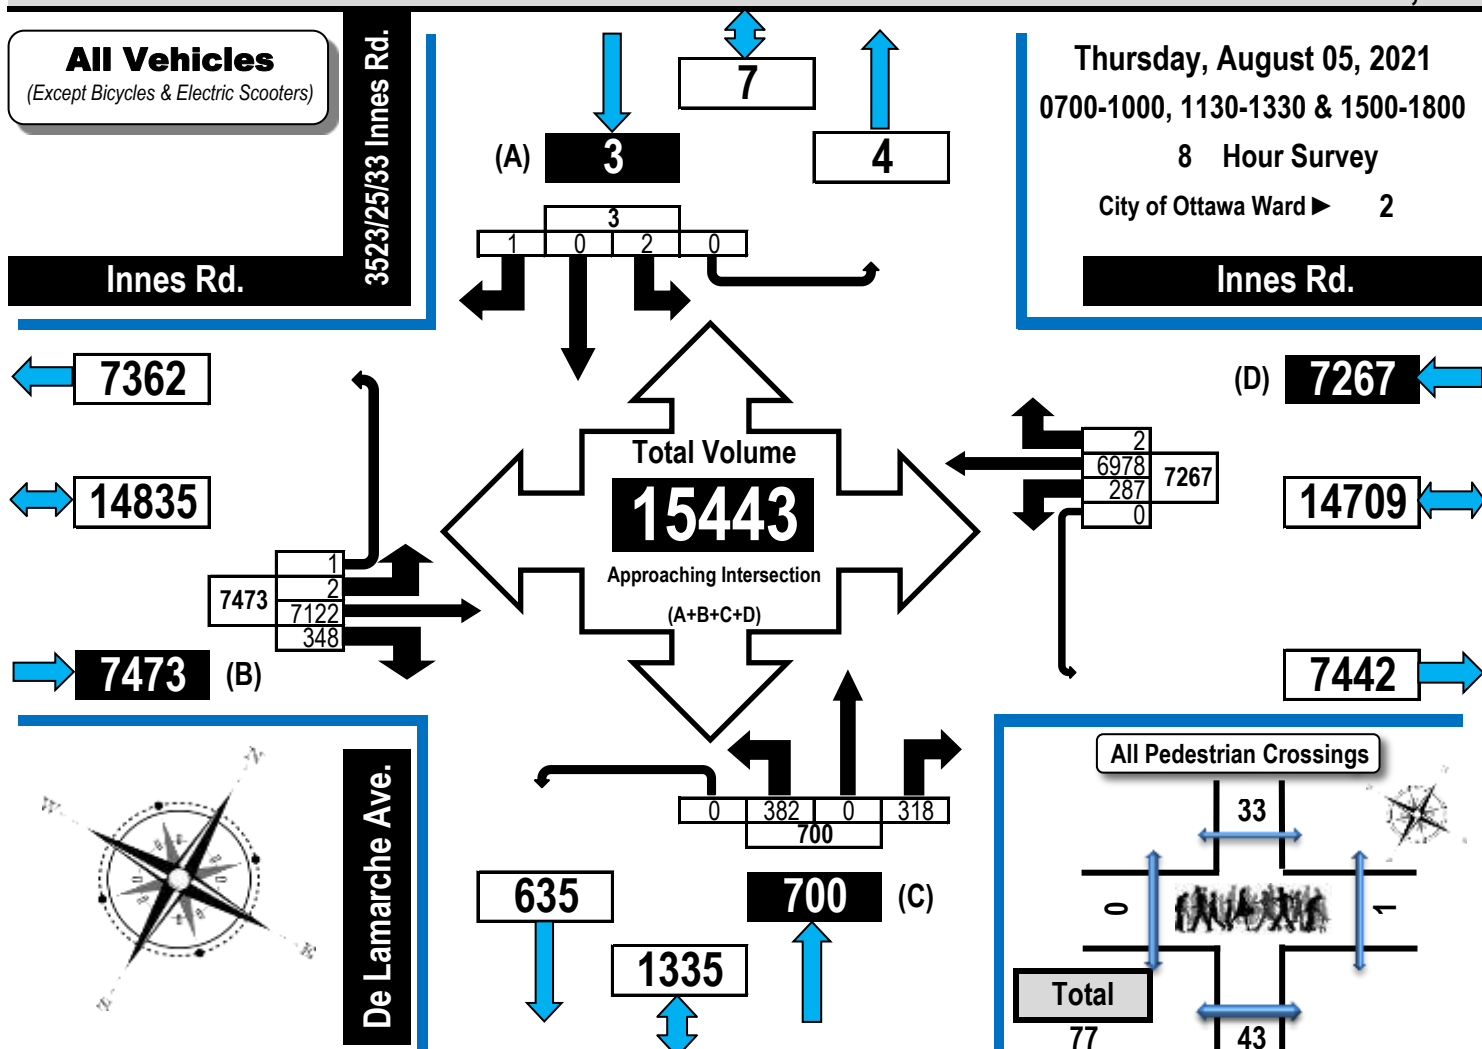 All Vehicles
(Except Bicycles & Electric Scooters)
3523/25/33 Innes Rd.
Innes Rd.
7
(A)
3
4
3
1 0 2 0
Thursday, August 05, 2021
0700-1000, 1130-1330 & 1500-1800
8 Hour Survey
City of Ottawa Ward ► 2
Innes Rd.
7362
14835
1
2
7122
348
7473
7473
(B)
Total Volume
15443
Approaching Intersection
(A+B+C+D)
(D)
7267
2
6978
287
0
7267
14709
7442
0 382 0 318
700
635
700
(C)
1335
N
W
E
S
De Lamarche Ave.
All Pedestrian Crossings
33
0
1
Total
77
43